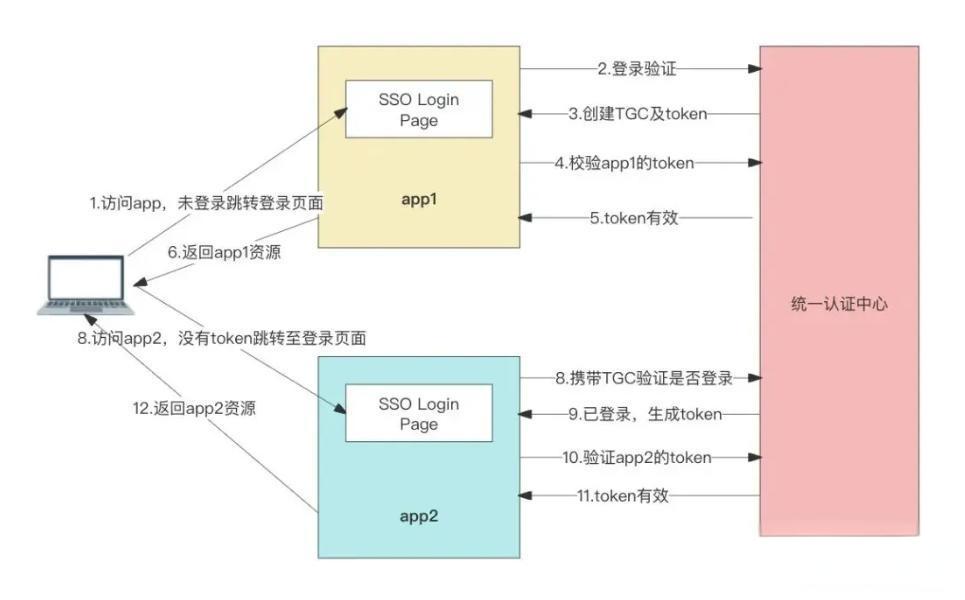 SSO Login
Page
app1
1.访问app，未登录跳转登录页面
2.登录验证
3.创建TGC及token
4.校验app1的token
5.token有效
6.返回app1资源
统一认证中心
8.访问app2，没有token跳转至登录页面
SSO Login
Page
app2
8.携带TGC验证是否登录
9.已登录，生成token
10.验证app2的token
11.token有效
12.返回app2资源